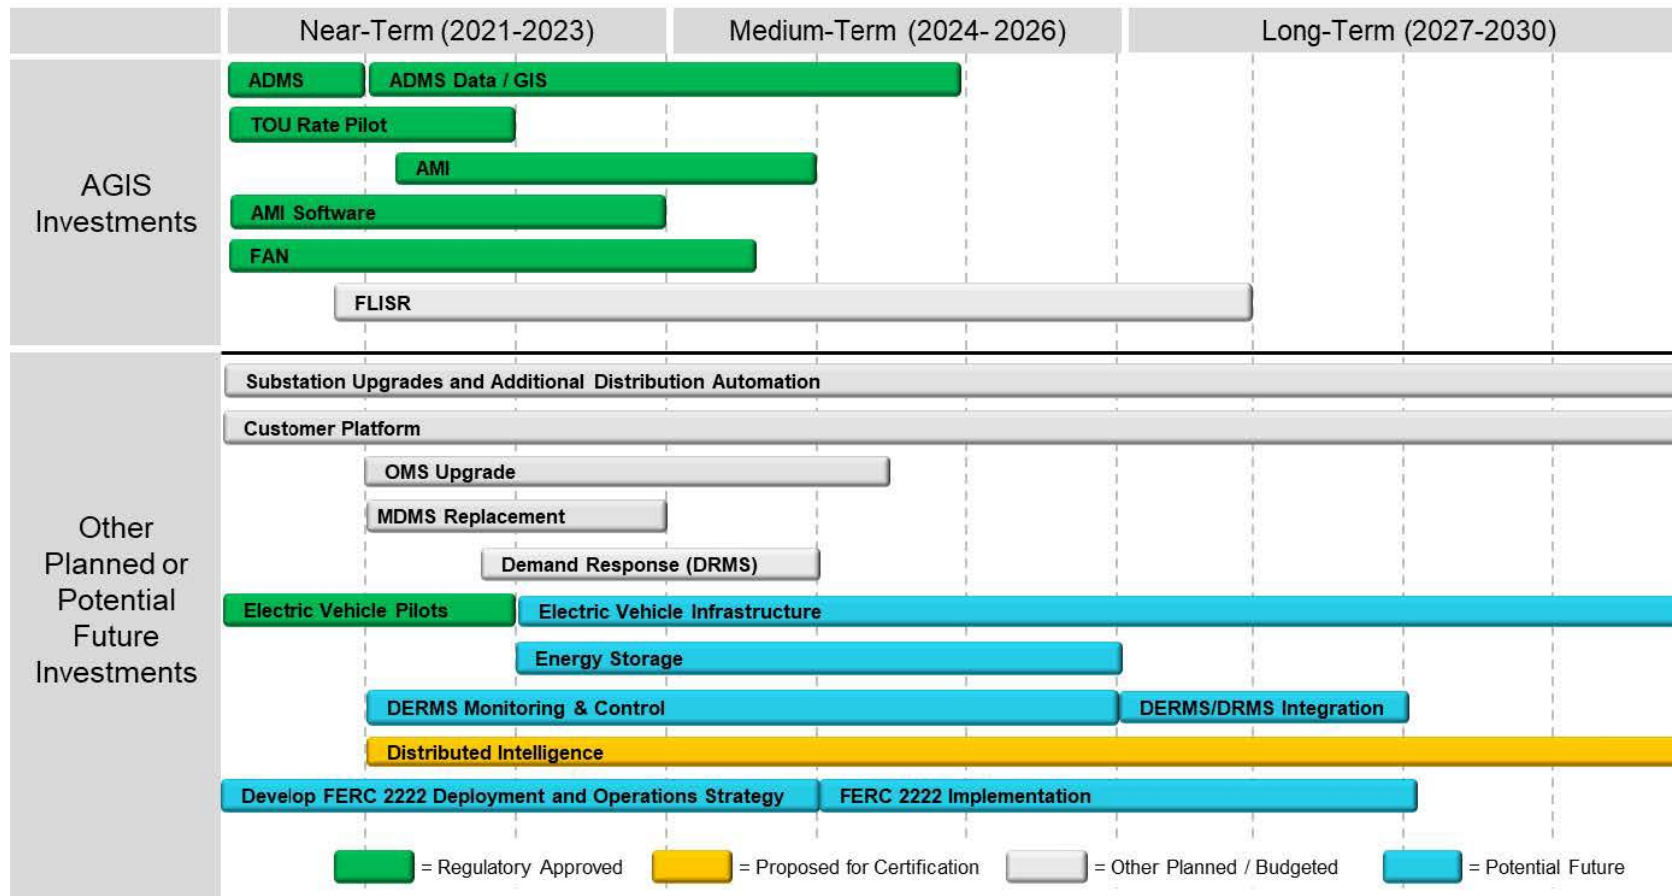 Near-Term (2021-2023)
Medium-Term (2024-2026)
Long-Term (2027-2030)
AGIS
Investments
ADMS
ADMS Data / GIS
TOU Rate Pilot
AMI
AMI Software
FAN
FLISR
Other
Planned or
Potential
Future
Investments
Substation Upgrades and Additional Distribution Automation
Customer Platform
OMS Upgrade
MDMS Replacement
Demand Response (DRMS)
Electric Vehicle Pilots
Electric Vehicle Infrastructure
Energy Storage
DERMS Monitoring & Control
DERMS/DRMS Integration
Distributed Intelligence
Develop FERC 2222 Deployment and Operations Strategy
FERC 2222 Implementation
= Regulatory Approved
= Proposed for Certification
= Other Planned / Budgeted
= Potential Future